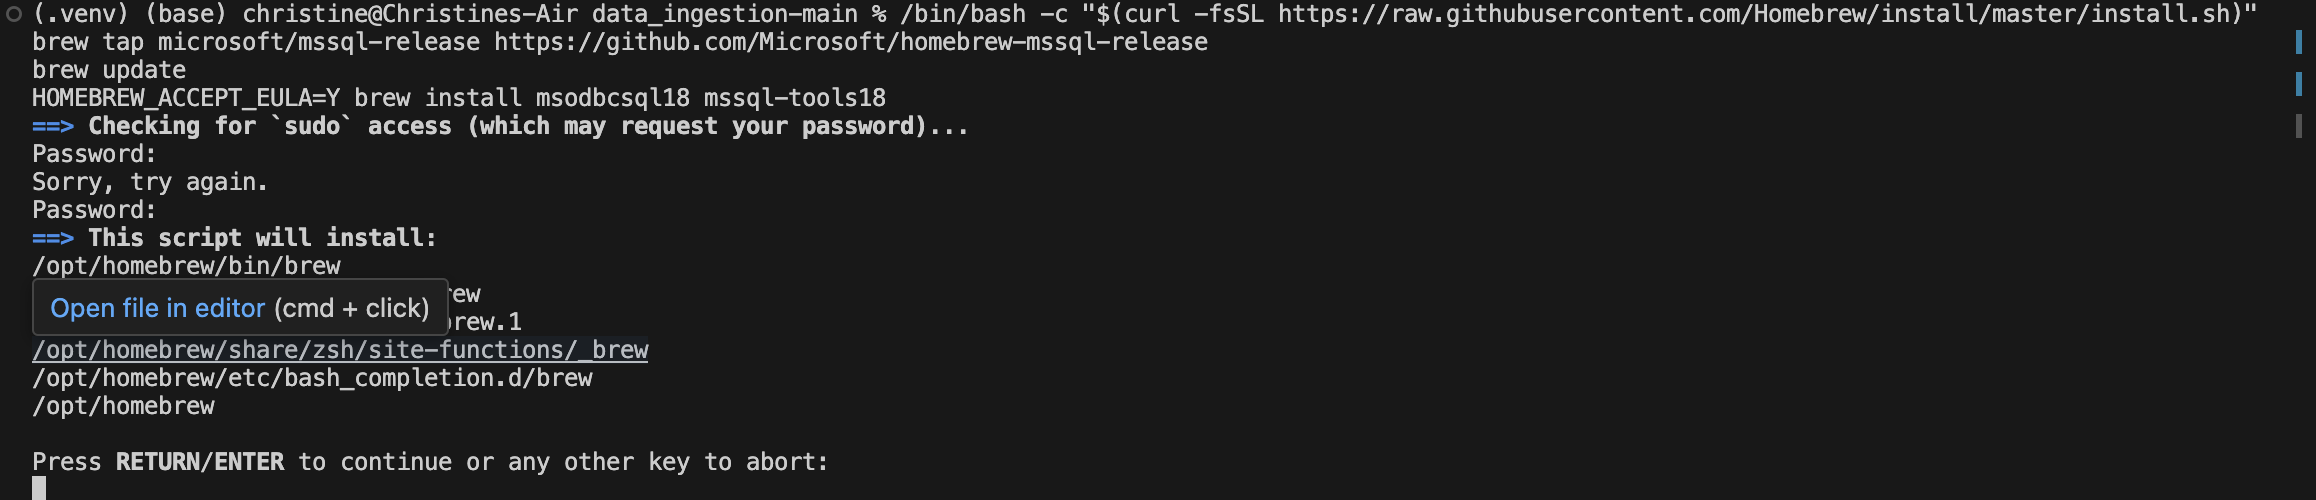 (.venv) (base) christine@Christines-Air data_ingestion-main % /bin/bash -c "$(curl -fsSL https://raw.githubusercontent.com/Homebrew/install/master/install.sh)"
brew tap microsoft/mssql-release https://github.com/Microsoft/homebrew-mssql-release
brew update
HOMEBREW_ACCEPT_EULA=Y brew install msodbcsql18 mssql-tools18
==> Checking for `sudo` access (which may request your password)...
Password:
Sorry, try again.
Password:
==> This script will install:
/opt/homebrew/bin/brew
rew
Open file in editor (cmd + click)
brew.1
/opt/homebrew/share/zsh/site-functions/_brew
/opt/homebrew/etc/bash_completion.d/brew
/opt/homebrew

Press RETURN/ENTER to continue or any other key to abort: